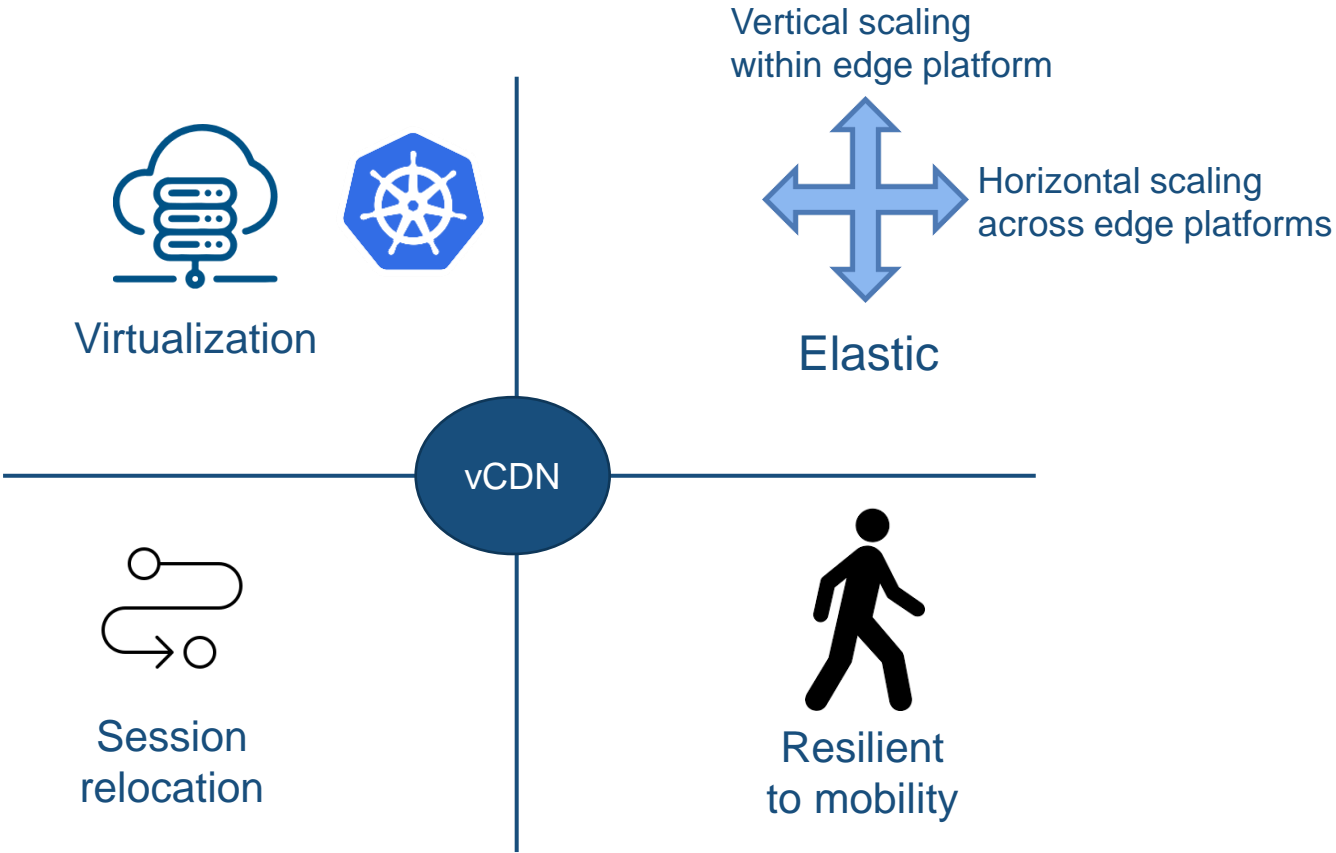 Vertical scaling
within edge platform
Horizontal scaling
across edge platforms
Virtualization
Elastic
vCDN
Session
relocation
Resilient
to mobility